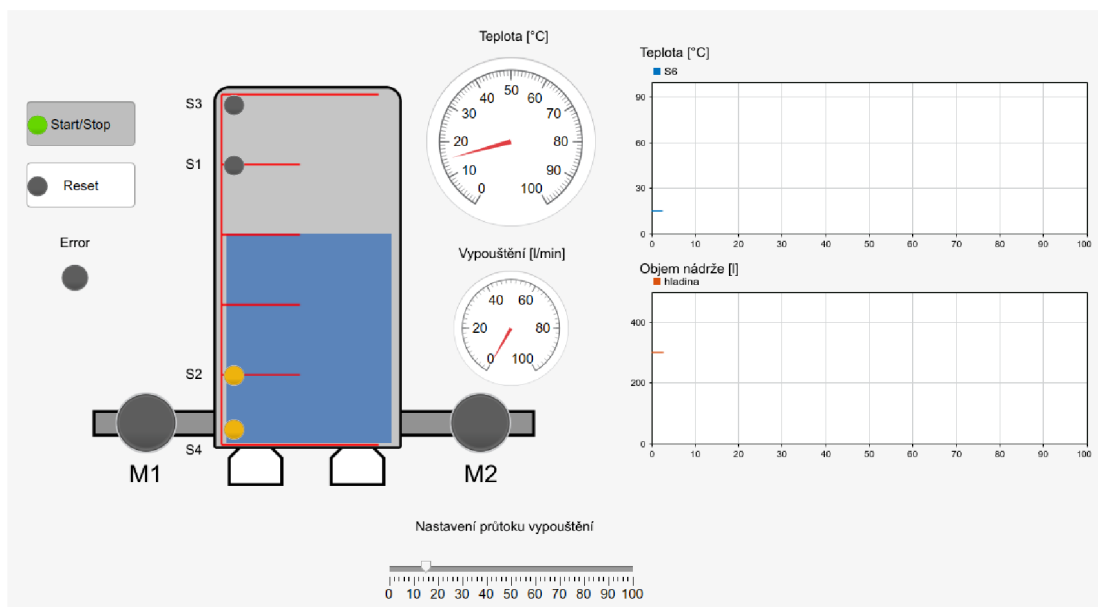 Start/Stop
Reset
Error
S3
S1
S2
S4
M1
M2
Teplota [°C]
0 10 20 30 40 50 60 70 80 90 100
Vypouštění [l/min]
0 20 40 60 80 100
Teplota [°C]
S6
90
60
30
0
0 10 20 30 40 50 60 70 80 90 100
Objem nádrže [l]
hladina
400
200
0
0 10 20 30 40 50 60 70 80 90 100
Nastavení průtoku vypouštění
0 10 20 30 40 50 60 70 80 90 100